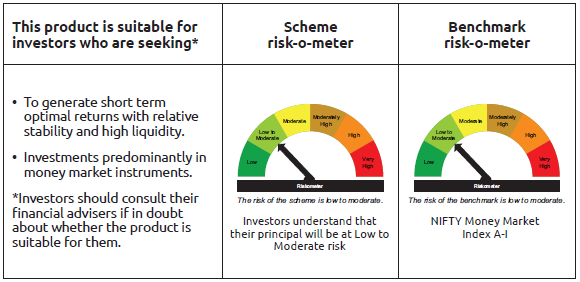 This product is suitable for
investors who are seeking*
Scheme
risk-o-meter
Benchmark
risk-o-meter
• To generate short term
optimal returns with relative
stability and high liquidity.
• Investments predominantly in
money market instruments.
*Investors should consult their
financial advisers if in doubt
about whether the product is
suitable for them.
Low
Low to
Moderate
Moderate
Moderately
High
High
Very
High
Riskometer
The risk of the scheme is low to moderate.
Investors understand that
their principal will be at Low to
Moderate risk
Low
Low to
Moderate
Moderate
Moderately
High
High
Very
High
Riskometer
The risk of the benchmark is low to moderate.
NIFTY Money Market
Index A-I